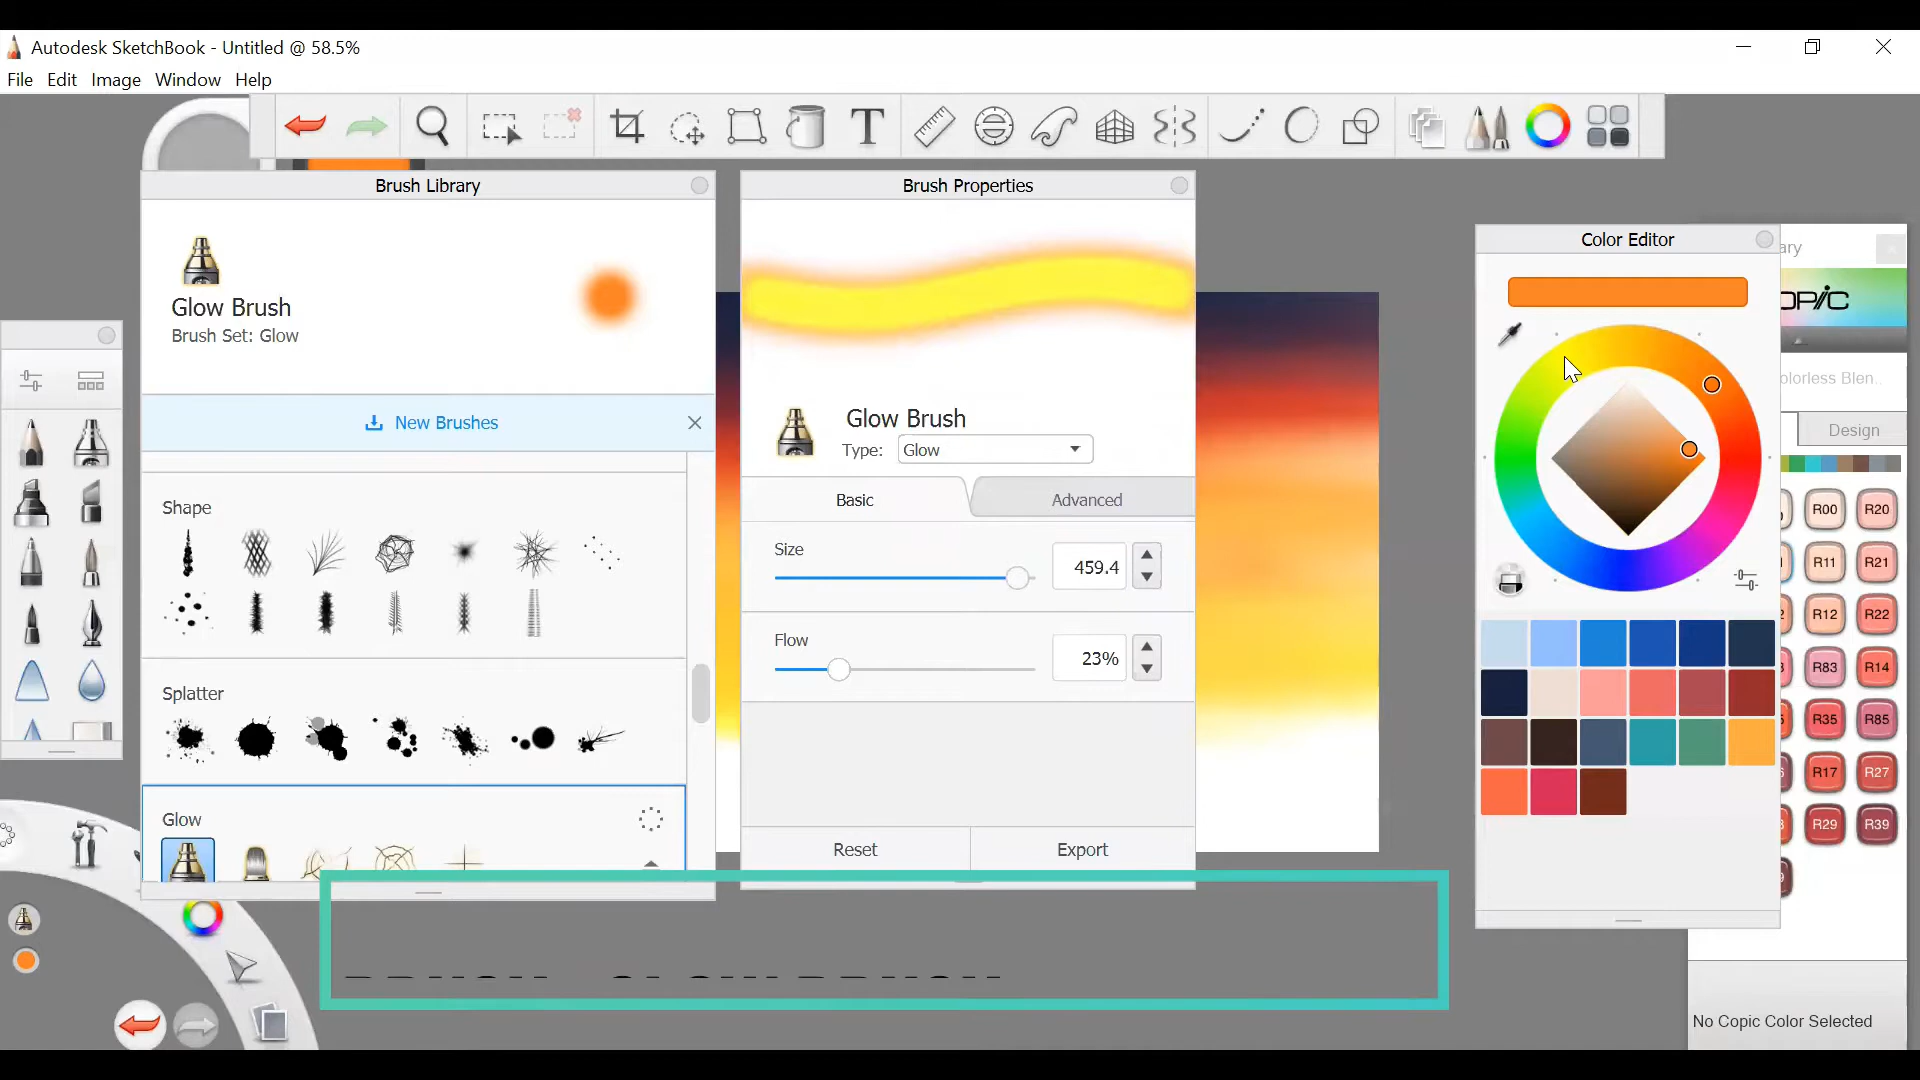 Autodesk SketchBook - Untitled @ 58.5%
File Edit Image Window Help
T
Brush Library
Glow Brush
Brush Set: Glow
New Brushes
Shape
Splatter
Glow
Brush Properties
Glow Brush
Type: Glow
Basic Advanced
Size
459.4
Flow
23%
Reset Export
Color Editor
ary
Design
R00 R20
R11 R21
R12 R22
R83 R14
R35 R85
R17 R27
R29 R39
No Copic Color Selected